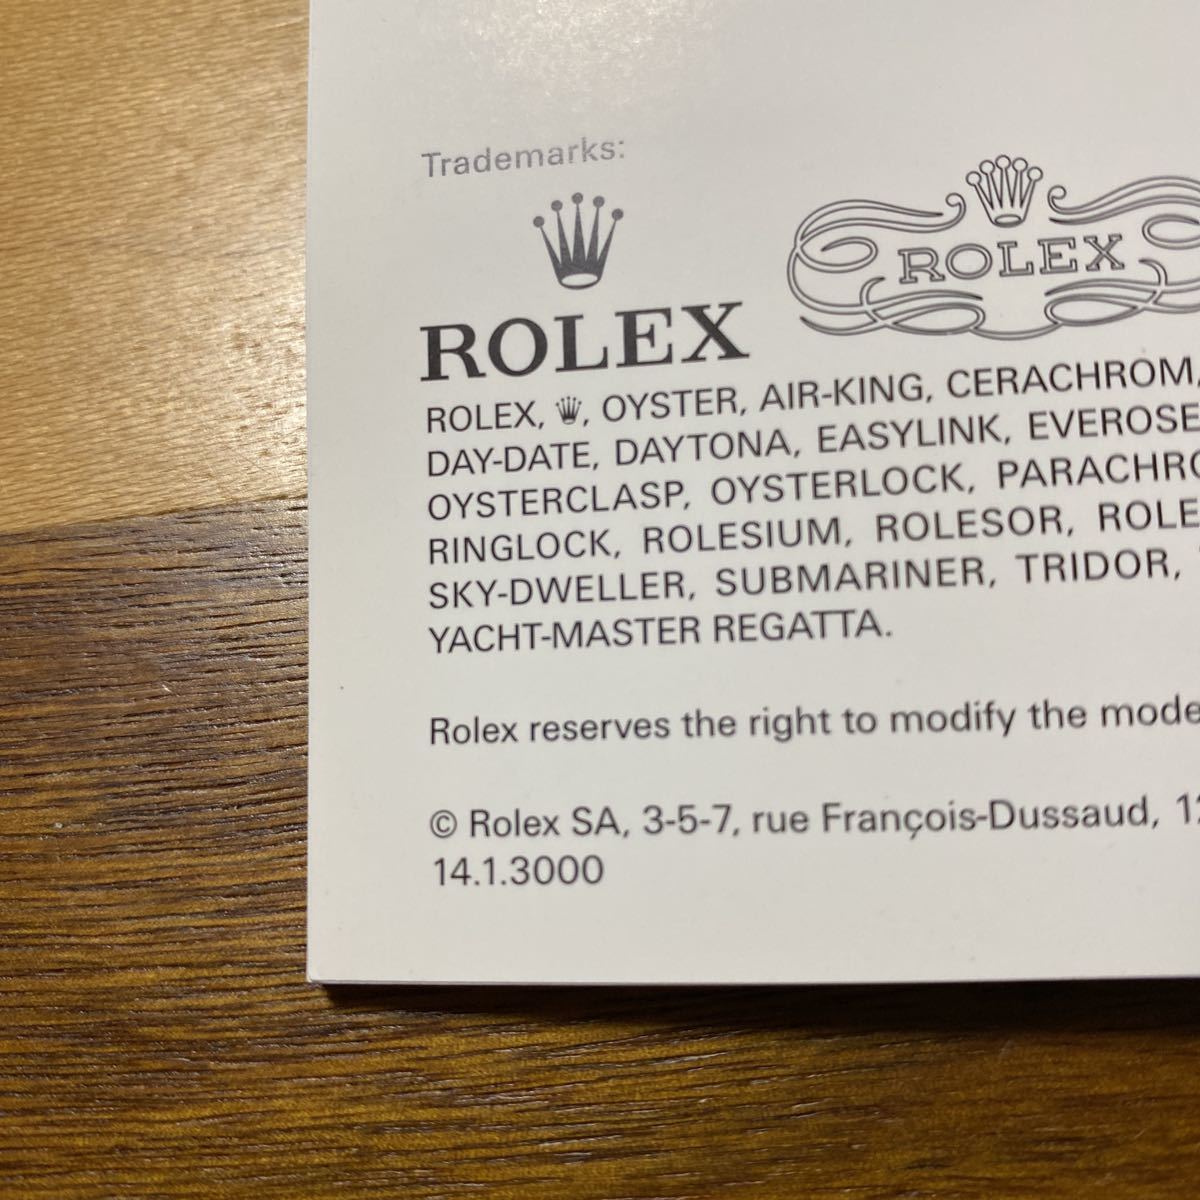 Trademarks:
ROLEX
ROLEX
ROLEX, , OYSTER, AIR-KING, CERACHROM,
DAY-DATE, DAYTONA, EASYLINK, EVEROSE
OYSTERCLASP, OYSTERLOCK, PARACHRO
RINGLOCK, ROLESIUM, ROLESOR, ROLE
SKY-DWELLER, SUBMARINER, TRIDOR,
YACHT-MASTER REGATTA.
Rolex reserves the right to modify the mode
© Rolex SA, 3-5-7, rue François-Dussaud, 12
14.1.3000